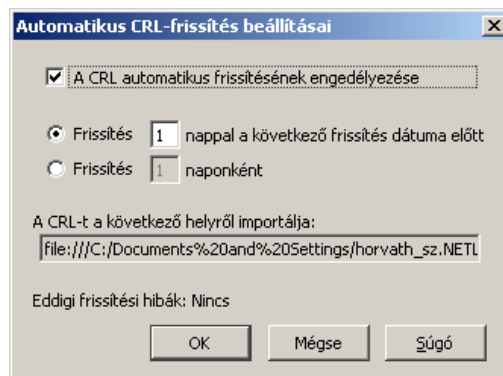 Automatikus CRL-frissítés beállításai
A CRL automatikus frissítésének engedélyezése
Frissítés 1 nappal a következő frissítés dátuma előtt
Frissítés 1 naponként
A CRL-t a következő helyről importálja:
file:///C:/Documents%20and%20Settings/horvath_sz.NETL
Eddigi frissítési hibák: Nincs
OK Mégse Súgó